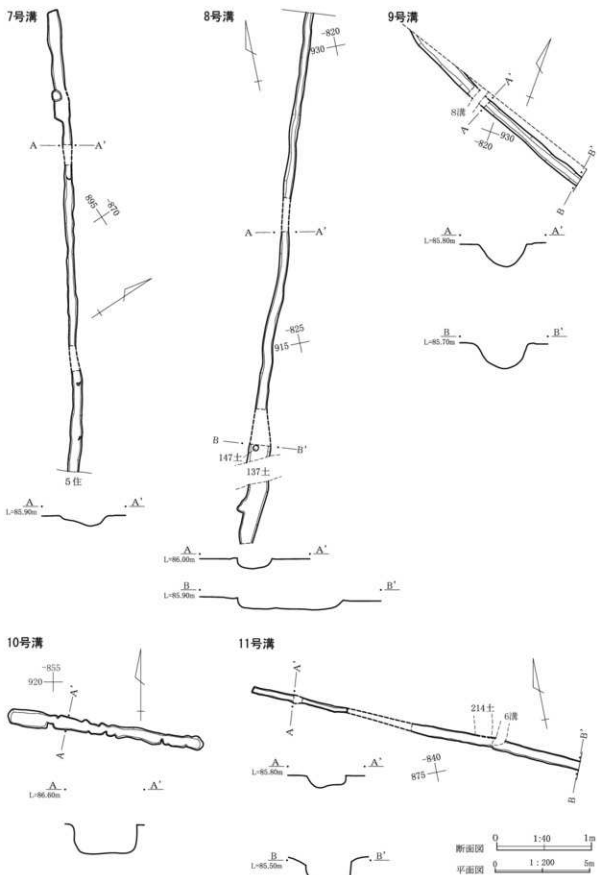 7号溝
A A'
895 -870
5住
A A'
L=85.90m
8号溝
-820
930
A A'
-825
915
B B'
147土
137土
A A'
L=86.00m
B B'
L=85.90m
9号溝
A'
8溝
A
930
-820
B'
B
A A'
L=85.80m
B B'
L=85.70m
10号溝
-855
920
A'
A
A A'
L=86.60m
11号溝
A'
A
214土
6溝
-840
875
B'
B
A A'
L=85.80m
B B'
L=85.50m
0 1:40 1m
断面図
平面図
0 1:200 5m